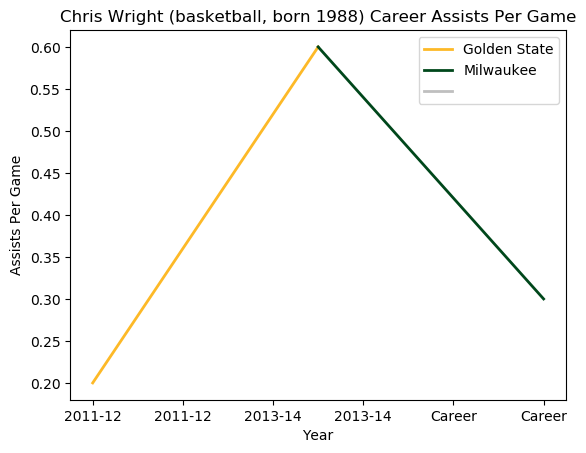 Chris Wright (basketball, born 1988) Career Assists Per Game
Golden State
Milwaukee
0.60
0.55
0.50
0.45
0.40
0.35
0.30
0.25
0.20
Assists Per Game
2011-12 2011-12 2013-14 2013-14 Career Career
Year